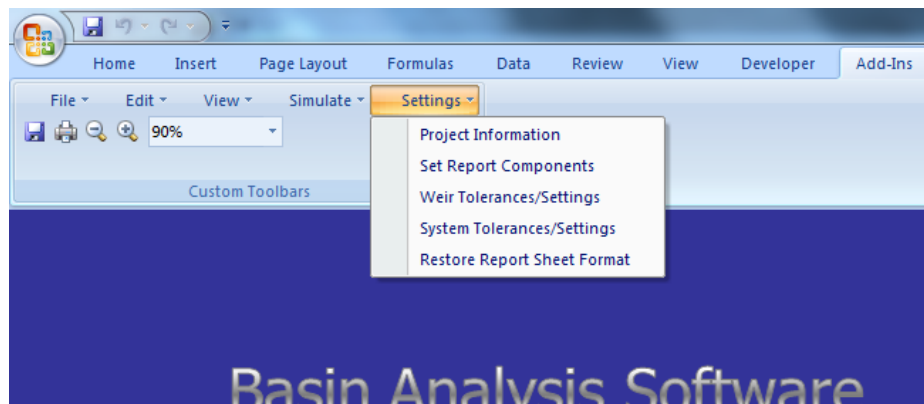 Home Insert Page Layout Formulas Data Review View Developer Add-Ins
File Edit View Simulate Settings
90%
Custom Toolbars
Project Information
Set Report Components
Weir Tolerances/Settings
System Tolerances/Settings
Restore Report Sheet Format
Basin Analysis Software